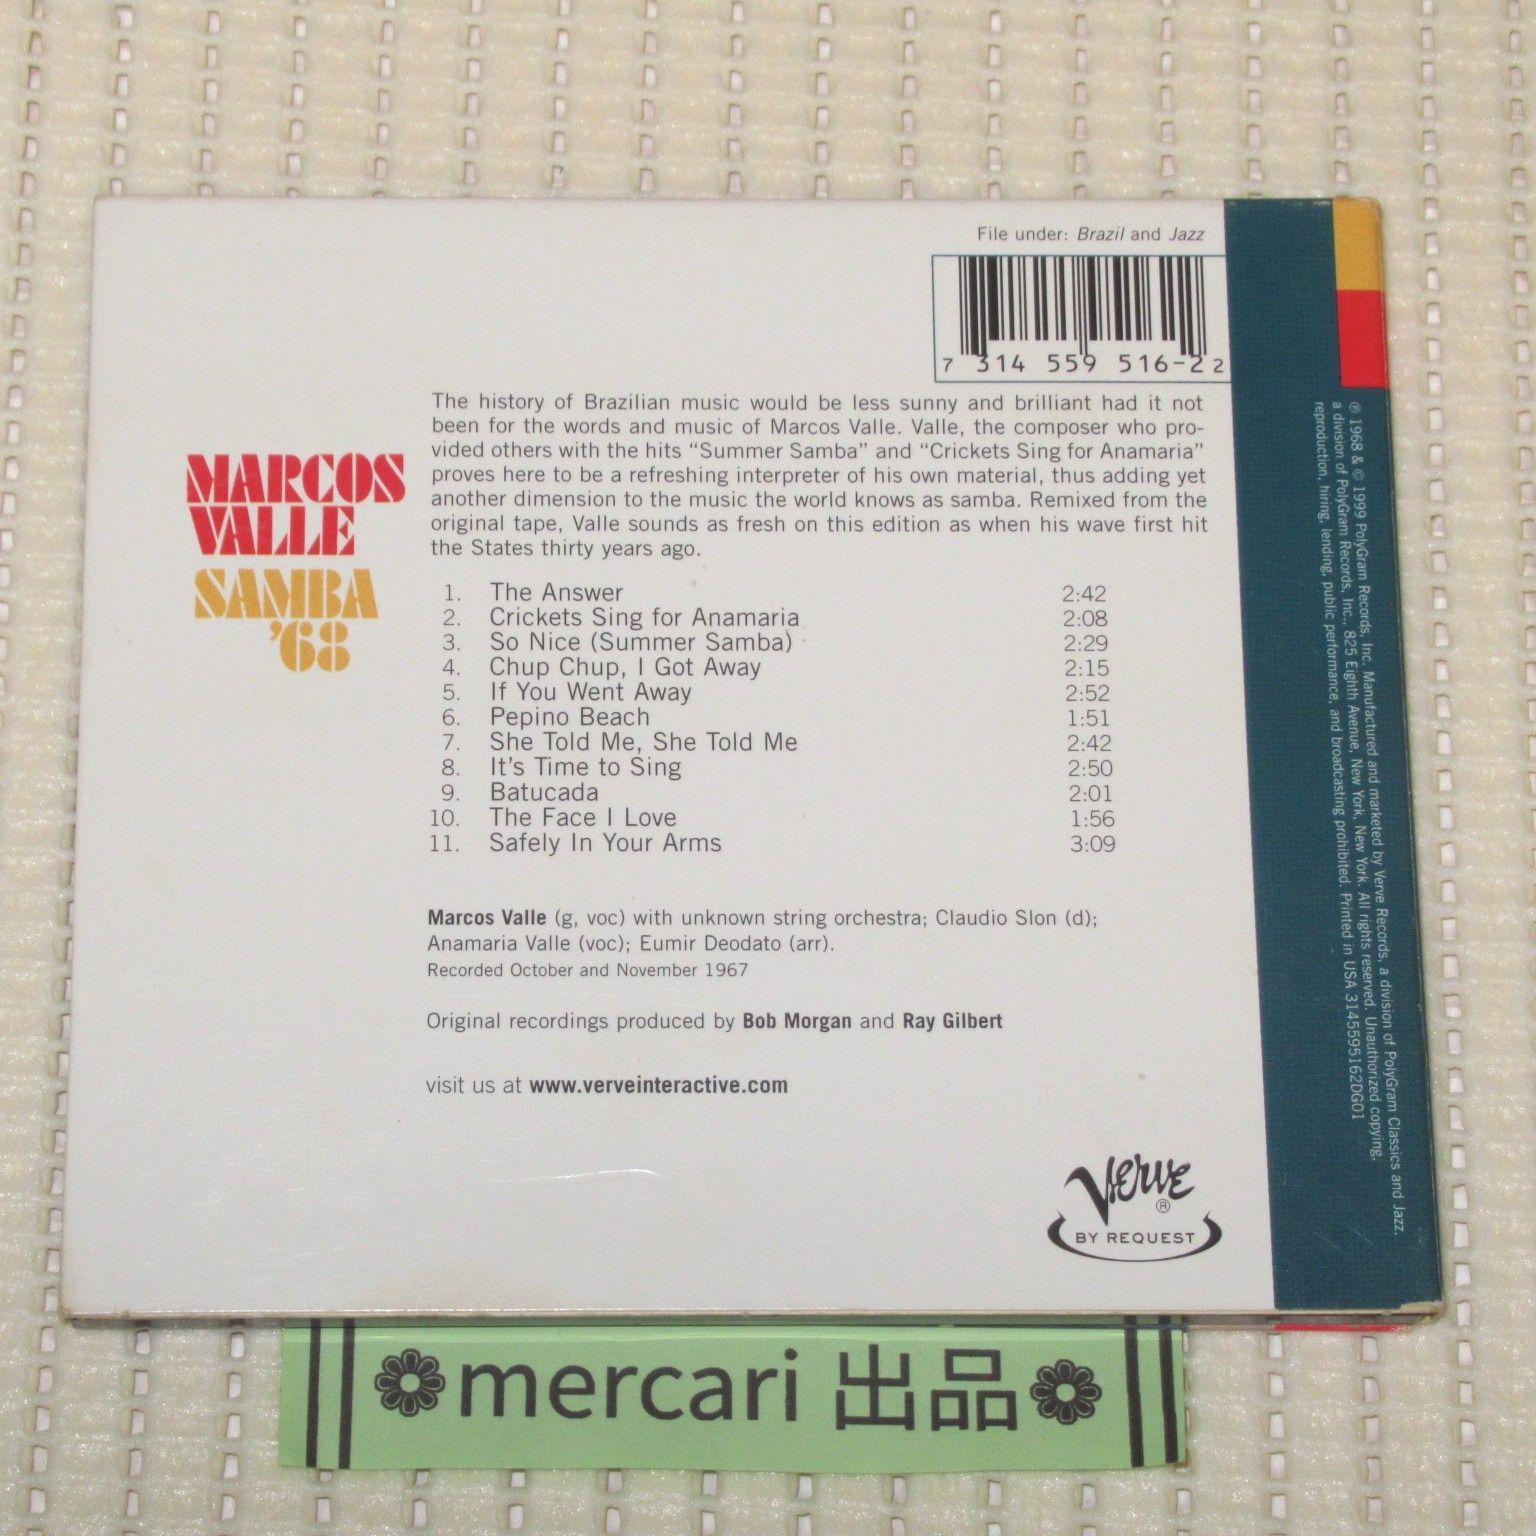 File under: Brazil and Jazz
7 314 559 516-2 2
The history of Brazilian music would be less sunny and brilliant had it not
been for the words and music of Marcos Valle. Valle, the composer who pro-
vided others with the hits “Summer Samba” and “Crickets Sing for Anamaria”
proves here to be a refreshing interpreter of his own material, thus adding yet
another dimension to the music the world knows as samba. Remixed from the
original tape, Valle sounds as fresh on this edition as when his wave first hit
the States thirty years ago.
MARCOS
VALLE
SAMBA
’68
1. The Answer 2:42
2. Crickets Sing for Anamaria 2:08
3. So Nice (Summer Samba) 2:29
4. Chup Chup, I Got Away 2:15
5. If You Went Away 2:52
6. Pepino Beach 1:51
7. She Told Me, She Told Me 2:42
8. It’s Time to Sing 2:50
9. Batucada 2:01
10. The Face I Love 1:56
11. Safely In Your Arms 3:09
Marcos Valle (g, voc) with unknown string orchestra; Claudio Slon (d);
Anamaria Valle (voc); Eumir Deodato (arr).
Recorded October and November 1967
Original recordings produced by Bob Morgan and Ray Gilbert
visit us at www.verveinteractive.com
Verve®
BY REQUEST
℗ 1968 & © 1999 PolyGram Records, Inc. Manufactured and marketed by Verve Records, a division of PolyGram Classics and Jazz,
a division of PolyGram Records, Inc., 825 Eighth Avenue, New York, New York. All rights reserved. Unauthorized copying,
reproduction, hiring, lending, public performance, and broadcasting prohibited. Printed in USA 3145595162DG01
mercari 出品